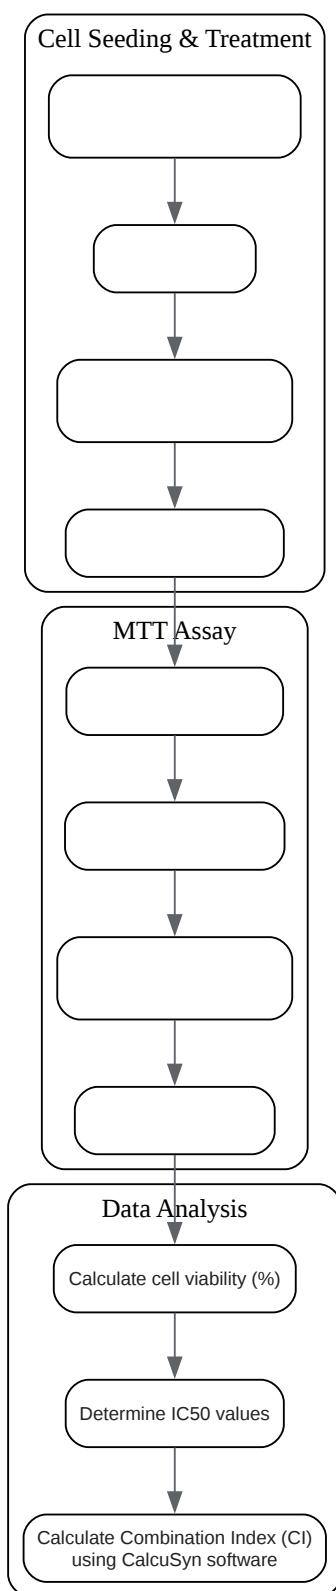 Cell Seeding & Treatment
MTT Assay
Data Analysis
Calculate cell viability (%)
Determine IC50 values
Calculate Combination Index (CI)
using CalcuSyn software